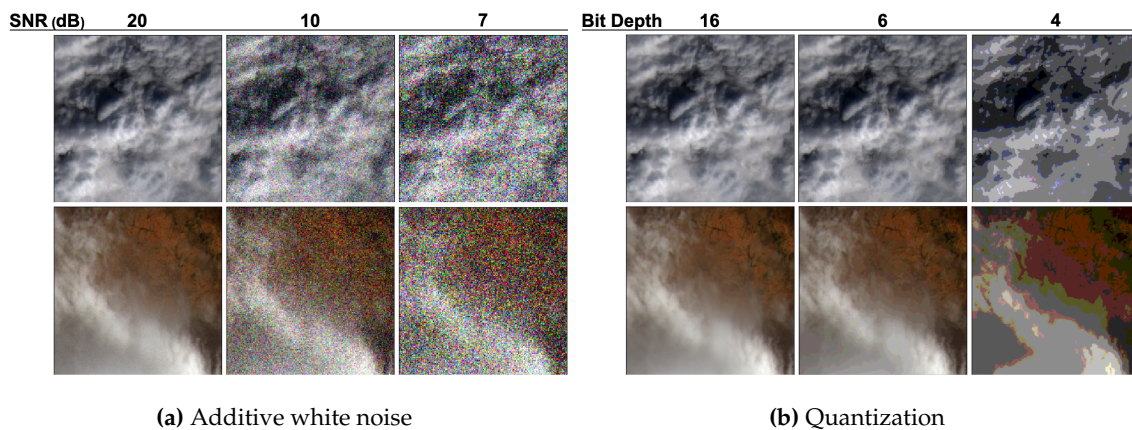 SNR (dB) 20 10 7
Bit Depth 16 6 4
(a) Additive white noise
(b) Quantization